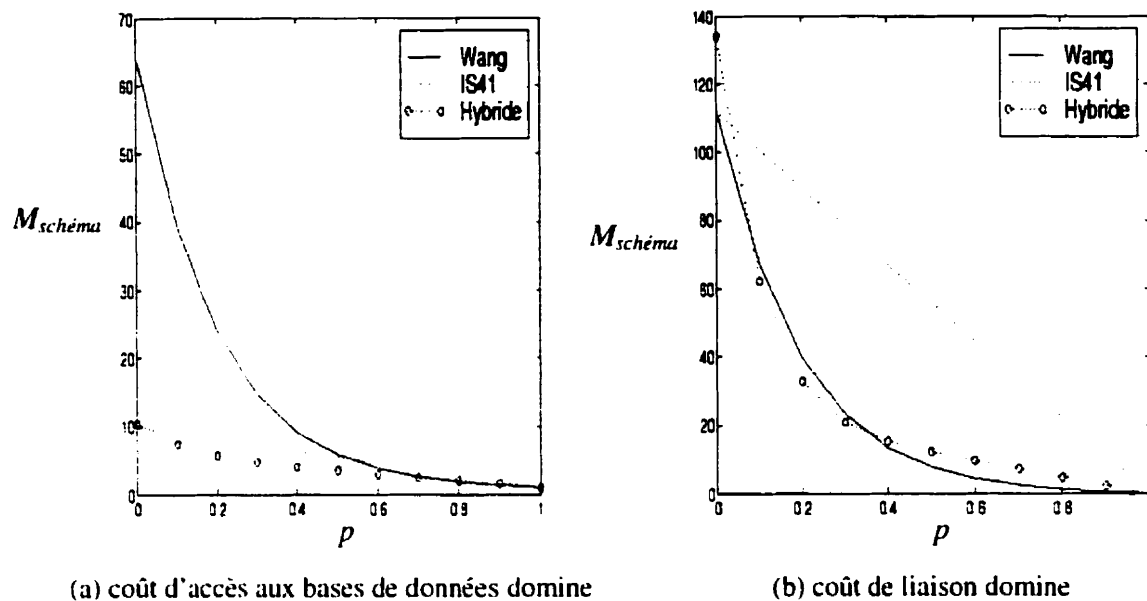 70
60
50
40
30
20
10
0
M schéma
0 0.2 0.4 0.6 0.8 1
p
Wang
IS41
Hybride
(a) coût d'accès aux bases de données domine
140
120
100
80
60
40
20
0
M schéma
0 0.2 0.4 0.6 0.8
p
Wang
IS41
Hybride
(b) coût de liaison domine